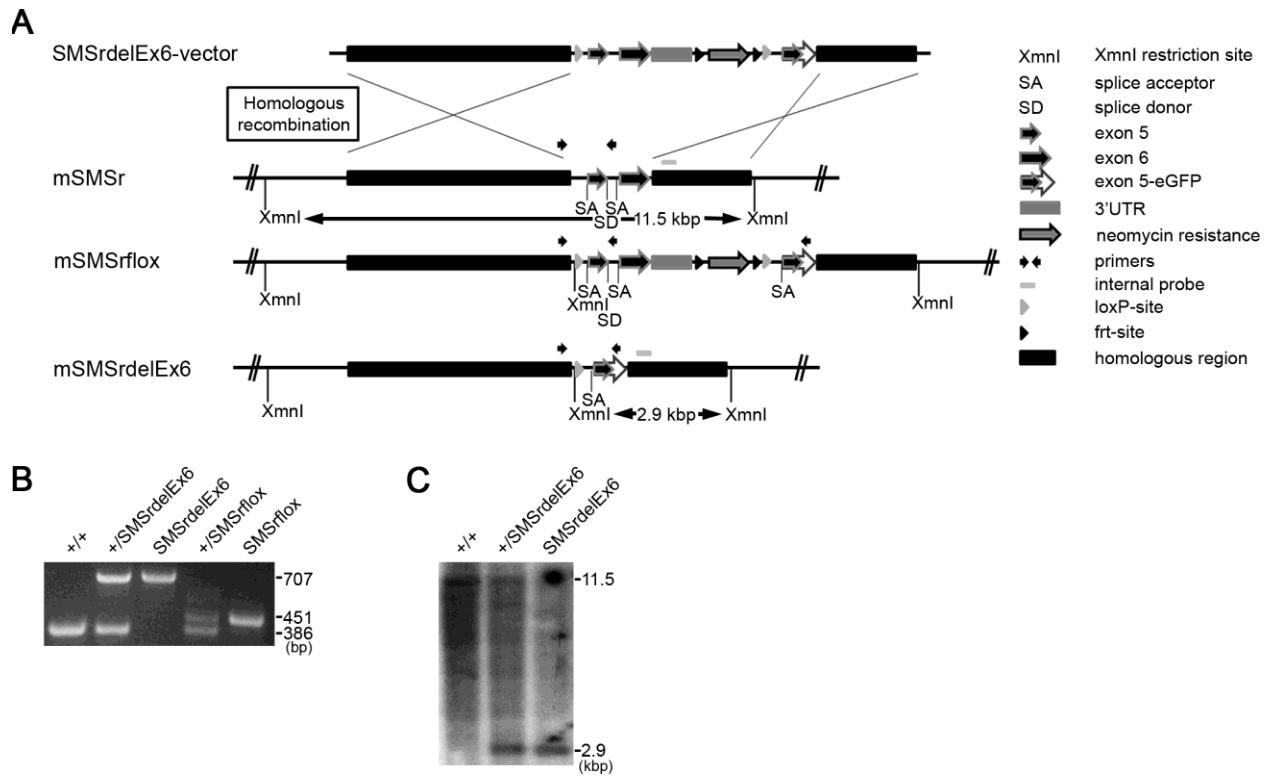 A
SMSrdelEx6-vector
Homologous
recombination
mSMSr
XmnI
SA
SD
SA
11.5 kbp
XmnI
mSMSrflox
XmnI
XmnI
SA
SD
SA
SA
XmnI
mSMSrdelEx6
XmnI
XmnI
SA
2.9 kbp
XmnI
XmnI XmnI restriction site
SA splice acceptor
SD splice donor
exon 5
exon 6
exon 5-eGFP
3'UTR
neomycin resistance
primers
internal probe
loxP-site
frt-site
homologous region
B
+/+
+/SMSrdelEx6
SMSrdelEx6
+/SMSrflox
SMSrflox
-707
-451
-386
(bp)
C
+/+
+/SMSrdelEx6
SMSrdelEx6
-11.5
-2.9
(kbp)